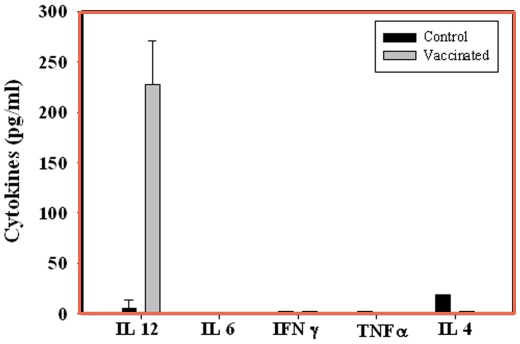 Cytokines (pg/ml)
300
250
200
150
100
50
0
Control
Vaccinated
IL 12 IL 6 IFN γ TNF α IL 4